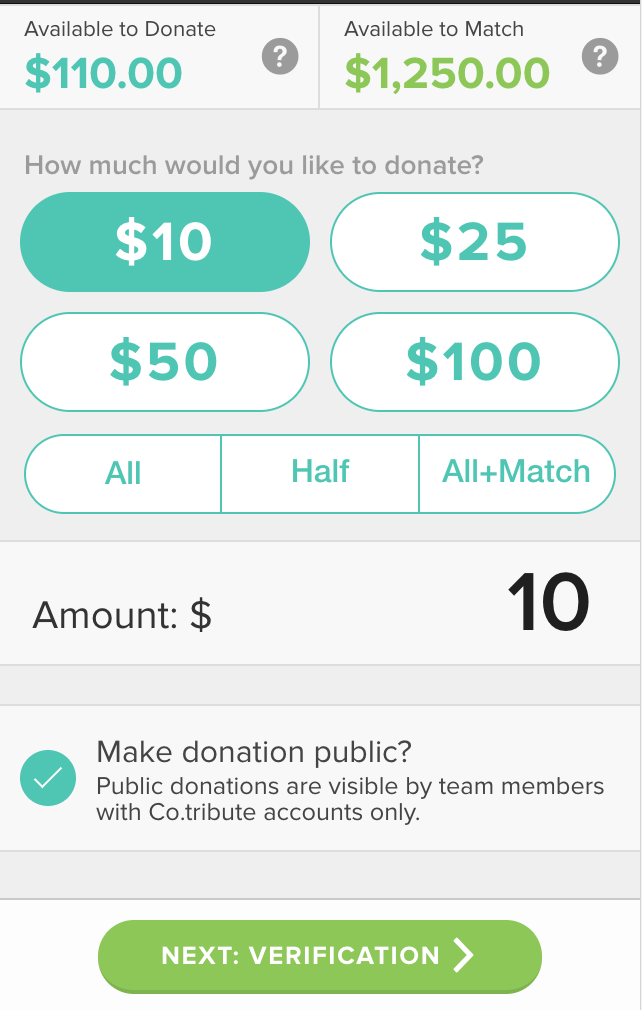 Available to Donate
$110.00
?
Available to Match
$1,250.00
?
How much would you like to donate?
$10
$25
$50
$100
All
Half
All+Match
Amount: $
10
Make donation public?
Public donations are visible by team members
with Co.tribute accounts only.
NEXT: VERIFICATION